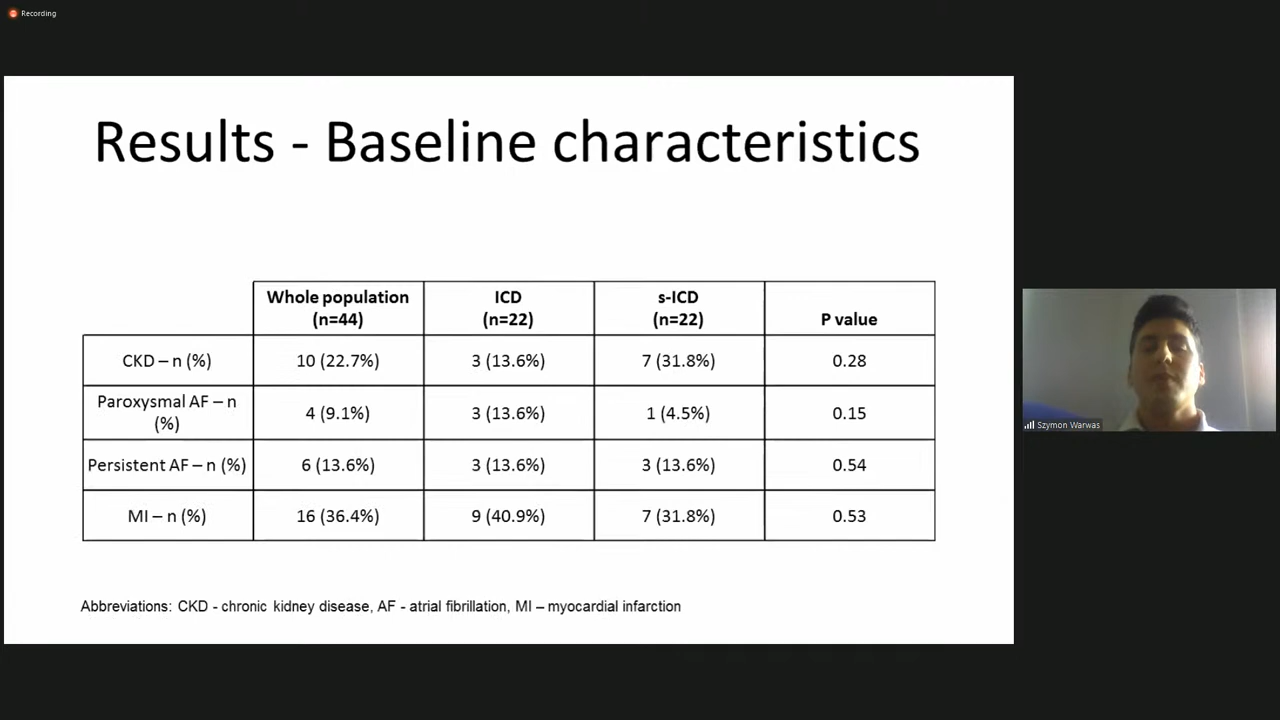 Recording
Results - Baseline characteristics
Whole population
(n=44)
ICD
(n=22)
s-ICD
(n=22)
P value
CKD – n (%)
10 (22.7%)
3 (13.6%)
7 (31.8%)
0.28
Paroxysmal AF – n
(%)
4 (9.1%)
3 (13.6%)
1 (4.5%)
0.15
Persistent AF – n (%)
6 (13.6%)
3 (13.6%)
3 (13.6%)
0.54
MI – n (%)
16 (36.4%)
9 (40.9%)
7 (31.8%)
0.53
Abbreviations: CKD - chronic kidney disease, AF - atrial fibrillation, MI – myocardial infarction
Szymon Warwas